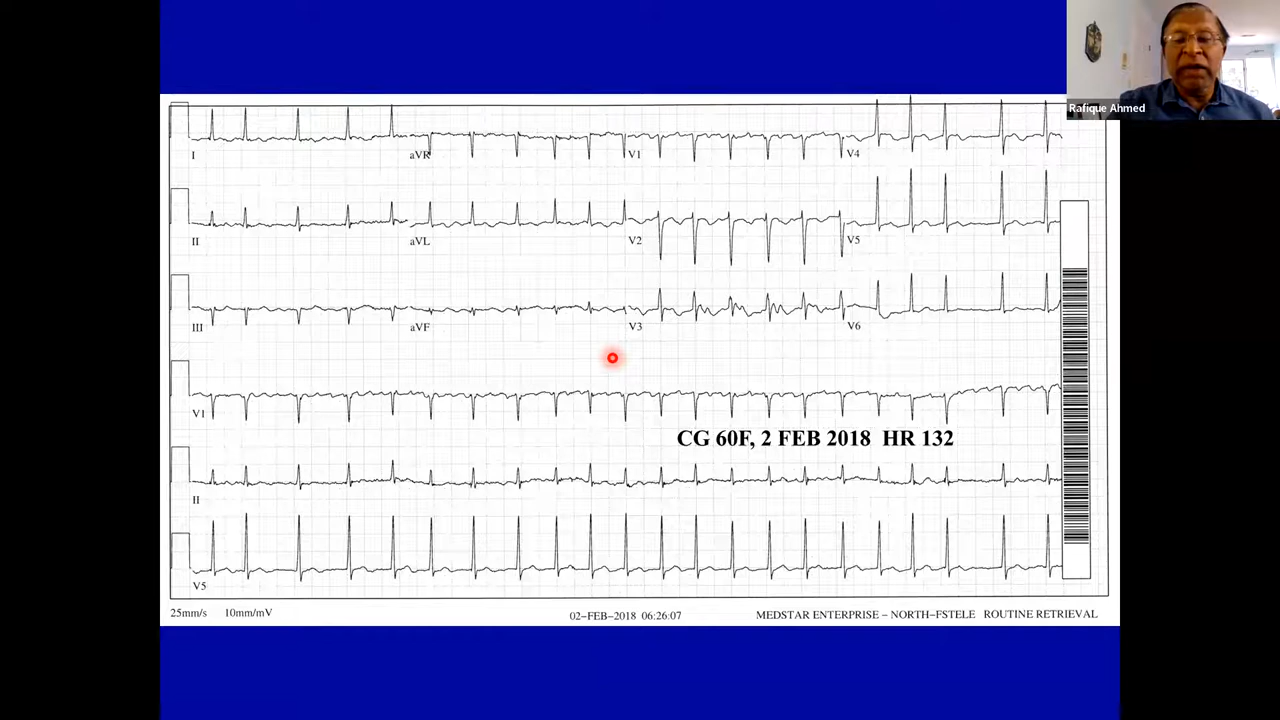 Rafique Ahmed
I aVR V1 V4
II aVL V2 V5
III aVF V3 V6
V1
CG 60F, 2 FEB 2018 HR 132
II
V5
25mm/s 10mm/mV 02-FEB-2018 06:26:07 MEDSTAR ENTERPRISE - NORTH-FSTELE ROUTINE RETRIEVAL